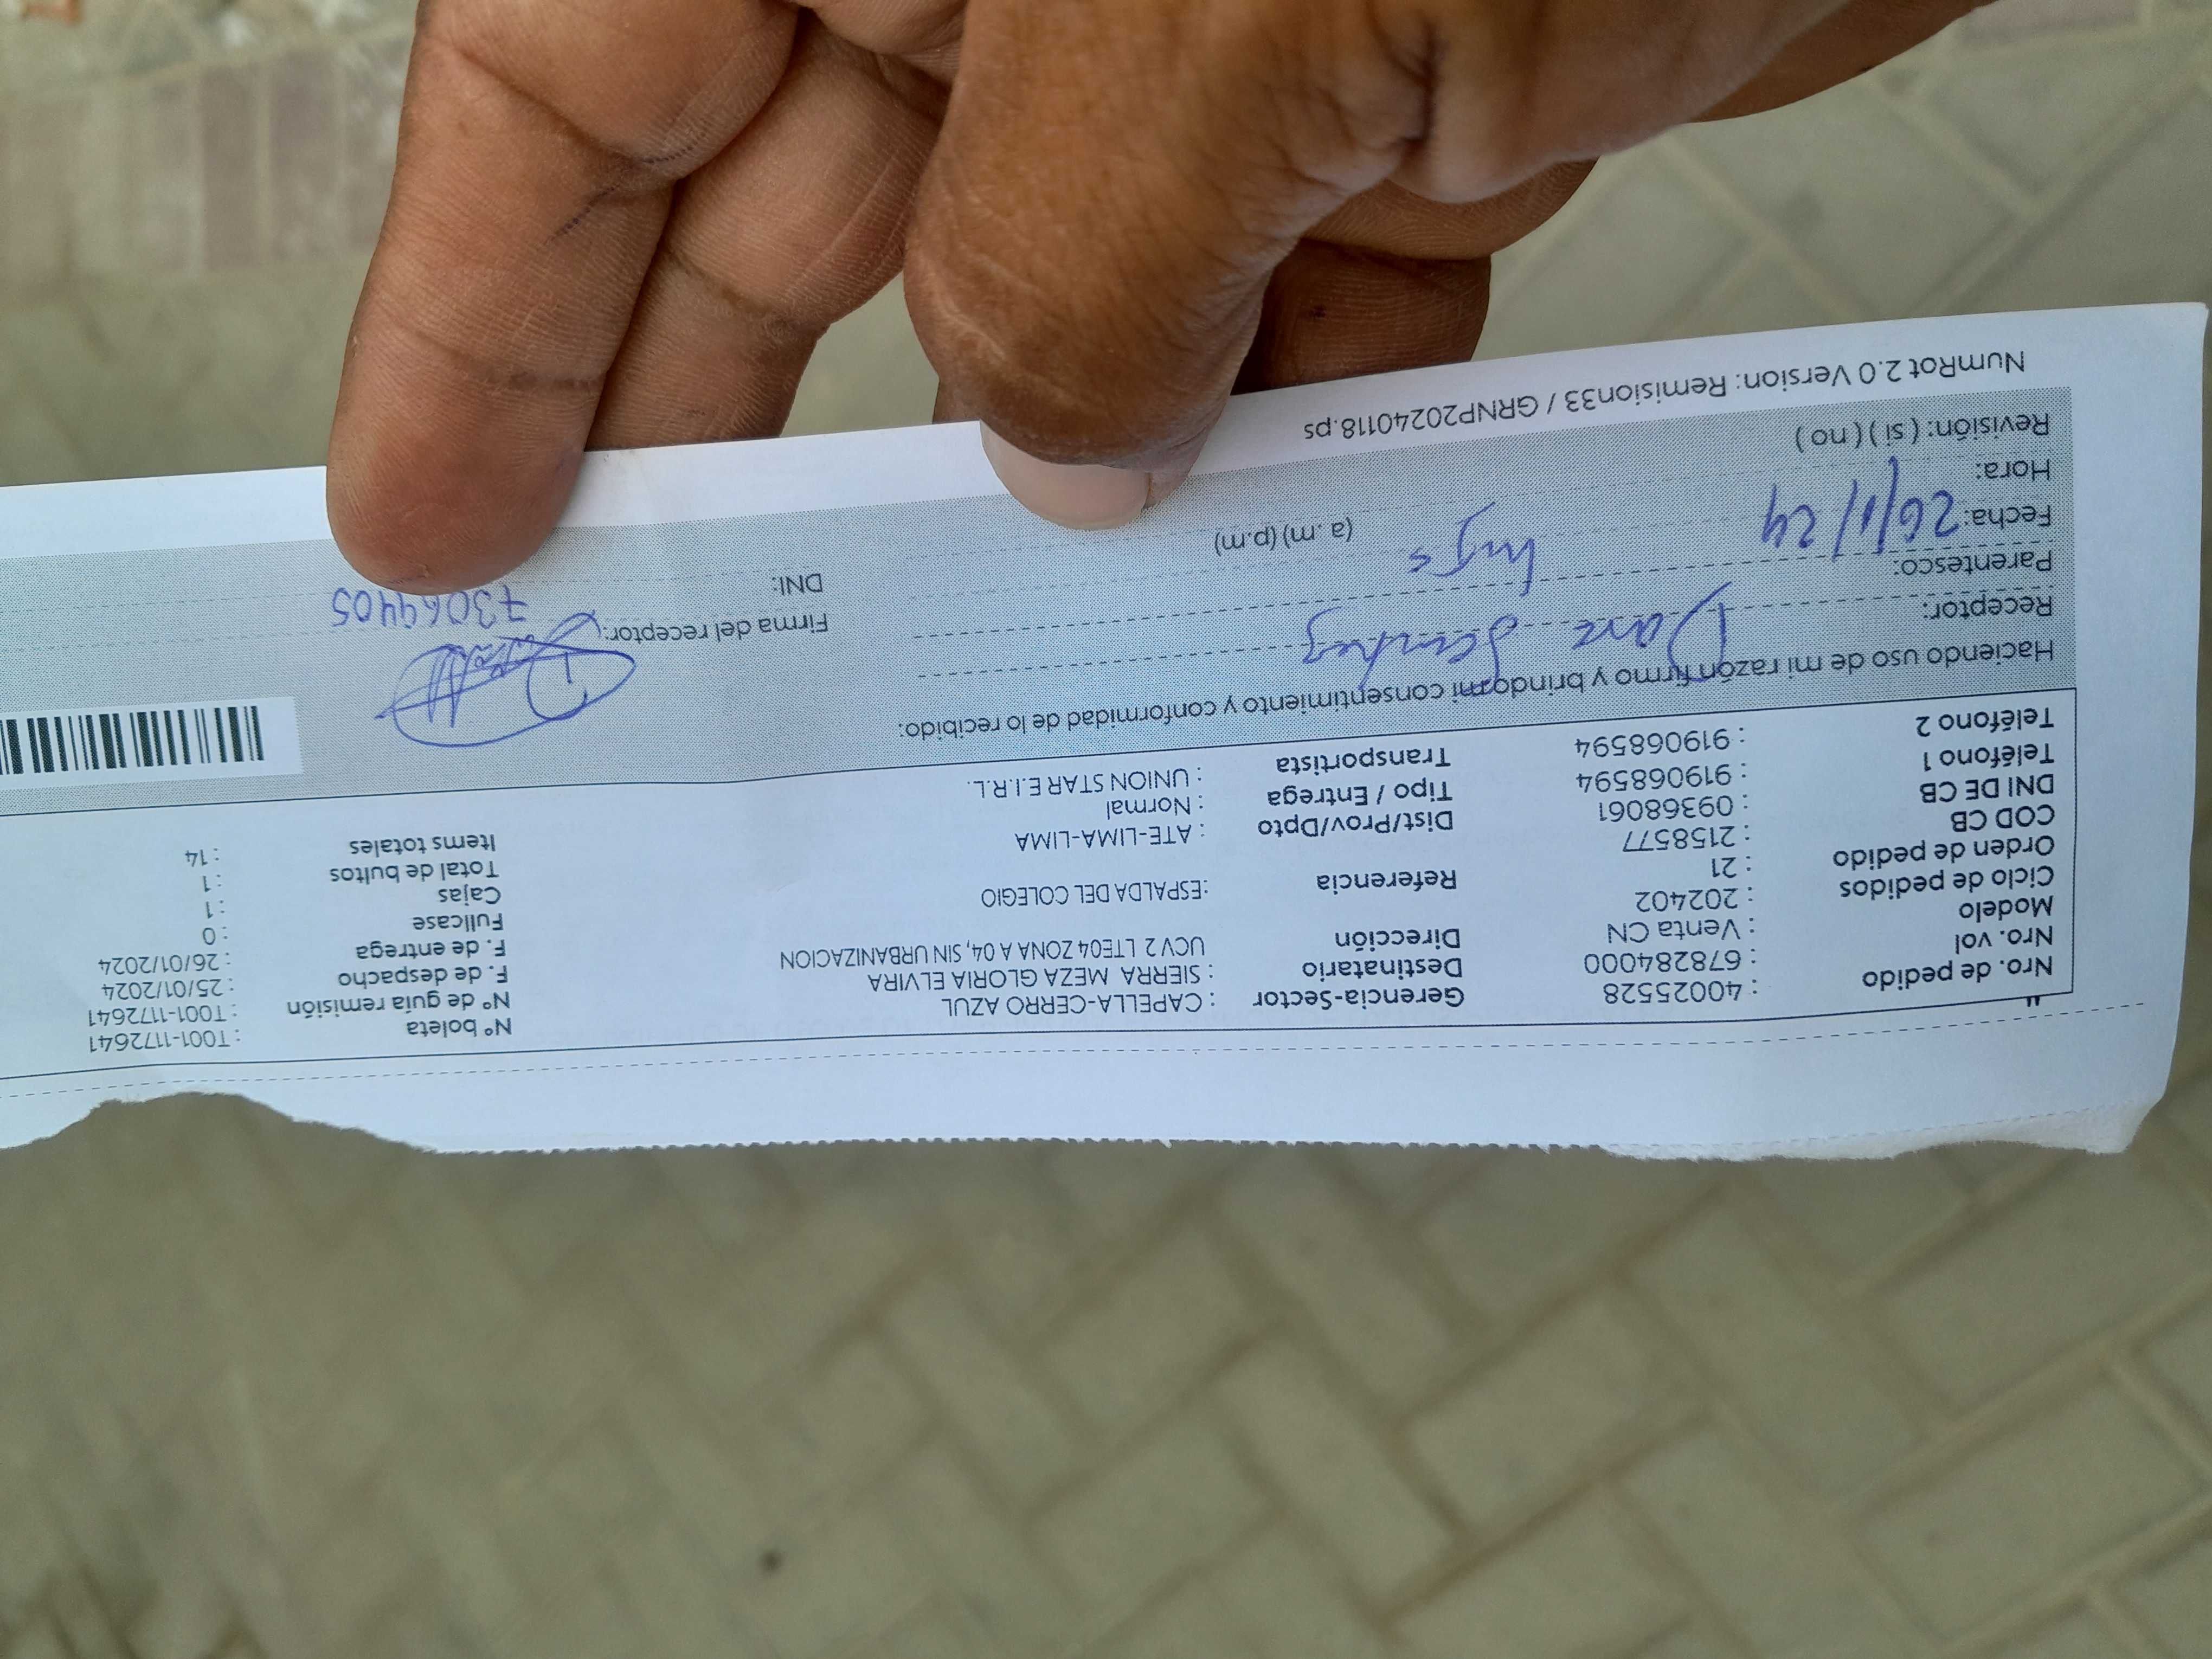 Nro. de pedido : 40025528 Gerencia-Sector : CAPELLA-CERRO AZUL N° boleta : T001-1172641
Nro. vol : 678284000 Destinatario : SIERRA MEZA GLORIA ELVIRA N° de guía remisión : T001-1172641
Modelo : Venta CN Dirección UCV 2 LTE04 ZONA A 04, SIN URBANIZACION F. de despacho : 25/01/2024
Ciclo de pedidos : 202402 F. de entrega : 26/01/2024
Orden de pedido : 21 Referencia :ESPALDA DEL COLEGIO Fullcase : 0
COD CB : 2158577 Cajas : 1
DNI DE CB : 09368061 Dist/Prov/Dpto : ATE-LIMA-LIMA Total de bultos : 1
Teléfono 1 : 919068594 Tipo / Entrega : Normal Items totales : 14
Teléfono 2 : 919068594 Transportista : UNION STAR E.I.R.L.
Haciendo uso de mi razón firmo y brindo mi consentimiento y conformidad de lo recibido:
Receptor: Firma del receptor:
Parentesco: DNI: 73069405
Fecha: 26/1/24
Hora: (a. m) (p.m)
Revisión: ( si ) ( no )
NumRot 2.0 Version: Remision33 / GRNP20240118.ps